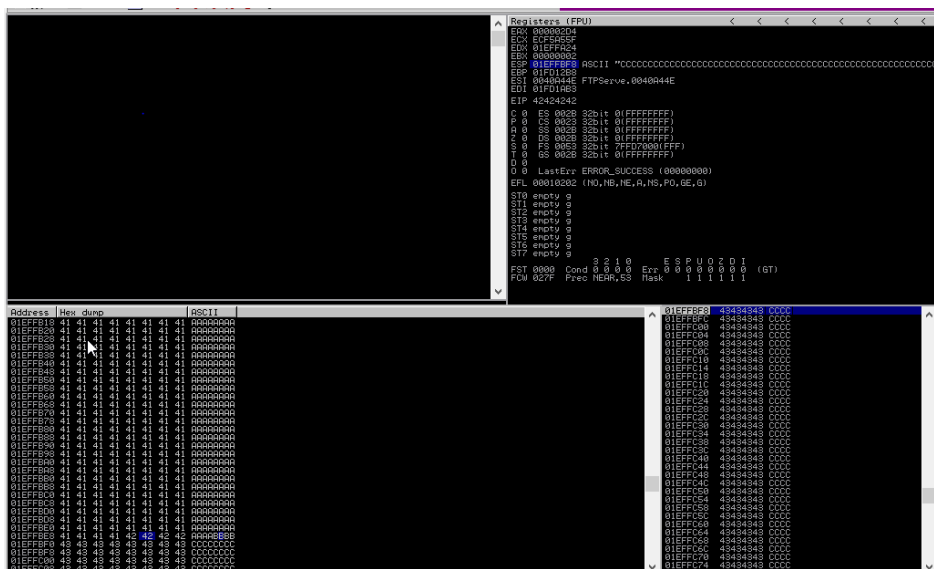 Registers (FPU) < < < < < < <
EAX 000002D4
ECX ECF5A55F
EDX 01EFFA24
EBX 00000002
ESP 01EFFBF8 ASCII "CCCCCCCCCCCCCCCCCCCCCCCCCCCCCCCCCCCCCCCCCCCCCCCCCCCC
EBP 01FD12B8
ESI 0040A44E FTPServe.0040A44E
EDI 01FD1AB3
EIP 42424242
C 0 ES 002B 32bit 0(FFFFFFFF)
P 0 CS 0023 32bit 0(FFFFFFFF)
A 0 SS 002B 32bit 0(FFFFFFFF)
Z 0 DS 002B 32bit 0(FFFFFFFF)
S 0 FS 0053 32bit 7FFD7000(FFF)
T 0 GS 002B 32bit 0(FFFFFFFF)
D 0
O 0 LastErr ERROR_SUCCESS (00000000)
EFL 00010202 (NO,NB,NE,A,NS,PO,GE,G)
ST0 empty g
ST1 empty g
ST2 empty g
ST3 empty g
ST4 empty g
ST5 empty g
ST6 empty g
ST7 empty g
3 2 1 0 E S P U O Z D I
FST 0000 Cond 0 0 0 0 Err 0 0 0 0 0 0 0 0 (GT)
FCW 027F Prec NEAR,53 Mask 1 1 1 1 1 1
Address Hex dump ASCII
01EFFB18 41 41 41 41 41 41 41 41 AAAAAAAA
01EFFB20 41 41 41 41 41 41 41 41 AAAAAAAA
01EFFB28 41 41 41 41 41 41 41 AAAAAAAA
01EFFB30 41 41 41 41 41 41 41 AAAAAAAA
01EFFB38 41 41 41 41 41 41 41 41 AAAAAAAA
01EFFB40 41 41 41 41 41 41 41 41 AAAAAAAA
01EFFB48 41 41 41 41 41 41 41 41 AAAAAAAA
01EFFB50 41 41 41 41 41 41 41 41 AAAAAAAA
01EFFB58 41 41 41 41 41 41 41 41 AAAAAAAA
01EFFB60 41 41 41 41 41 41 41 41 AAAAAAAA
01EFFB68 41 41 41 41 41 41 41 41 AAAAAAAA
01EFFB70 41 41 41 41 41 41 41 41 AAAAAAAA
01EFFB78 41 41 41 41 41 41 41 41 AAAAAAAA
01EFFB80 41 41 41 41 41 41 41 41 AAAAAAAA
01EFFB88 41 41 41 41 41 41 41 41 AAAAAAAA
01EFFB90 41 41 41 41 41 41 41 41 AAAAAAAA
01EFFB98 41 41 41 41 41 41 41 41 AAAAAAAA
01EFFBA0 41 41 41 41 41 41 41 41 AAAAAAAA
01EFFBA8 41 41 41 41 41 41 41 41 AAAAAAAA
01EFFBB0 41 41 41 41 41 41 41 41 AAAAAAAA
01EFFBB8 41 41 41 41 41 41 41 41 AAAAAAAA
01EFFBC0 41 41 41 41 41 41 41 41 AAAAAAAA
01EFFBC8 41 41 41 41 41 41 41 41 AAAAAAAA
01EFFBD0 41 41 41 41 41 41 41 41 AAAAAAAA
01EFFBD8 41 41 41 41 41 41 41 41 AAAAAAAA
01EFFBE0 41 41 41 41 41 41 41 41 AAAAAAAA
01EFFBE8 41 41 41 41 42 42 42 42 AAAABBBB
01EFFBF0 43 43 43 43 43 43 43 43 CCCCCCCC
01EFFBF8 43 43 43 43 43 43 43 43 CCCCCCCC
01EFFC00 43 43 43 43 43 43 43 43 CCCCCCCC
01EFFBF8 43434343 CCCC
01EFFBFC 43434343 CCCC
01EFFC00 43434343 CCCC
01EFFC04 43434343 CCCC
01EFFC08 43434343 CCCC
01EFFC0C 43434343 CCCC
01EFFC10 43434343 CCCC
01EFFC14 43434343 CCCC
01EFFC18 43434343 CCCC
01EFFC1C 43434343 CCCC
01EFFC20 43434343 CCCC
01EFFC24 43434343 CCCC
01EFFC28 43434343 CCCC
01EFFC2C 43434343 CCCC
01EFFC30 43434343 CCCC
01EFFC34 43434343 CCCC
01EFFC38 43434343 CCCC
01EFFC3C 43434343 CCCC
01EFFC40 43434343 CCCC
01EFFC44 43434343 CCCC
01EFFC48 43434343 CCCC
01EFFC4C 43434343 CCCC
01EFFC50 43434343 CCCC
01EFFC54 43434343 CCCC
01EFFC58 43434343 CCCC
01EFFC5C 43434343 CCCC
01EFFC60 43434343 CCCC
01EFFC64 43434343 CCCC
01EFFC68 43434343 CCCC
01EFFC6C 43434343 CCCC
01EFFC70 43434343 CCCC
01EFFC74 43434343 CCCC